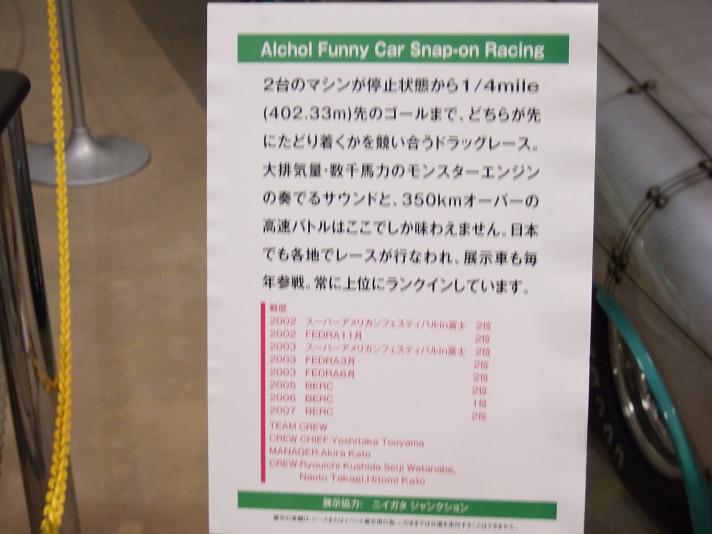 Alchol Funny Car Snap-on Racing
2台のマシンが停止状態から1/4mile
(402.33m)先のゴールまで、どちらが先
にたどり着くかを競い合うドラッグレース。
大排気量・数千馬力のモンスターエンジン
の奏でるサウンドと、350kmオーバーの
高速バトルはここでしか味わえません。日本
でも各地でレースが行なわれ、展示車も毎
年参戦。常に上位にランクインしています。
戦歴
2002 スーパーアメリカンフェスティバルin富士 2位
2002 FEDRA11月 2位
2003 スーパーアメリカンフェスティバルin富士 2位
2003 FEDRA3月 2位
2003 FEDRA6月 2位
2005 BERC 2位
2006 BERC 1位
2007 BERC 2位
TEAM CREW
CREW CHIEF:Yoshitaka Tooyama
MANAGER:Akira Kato
CREW:Ryouichi Kushida,Seiji Watanabe,
Naoto Takagi,Hitomi Kato
展示協力: ニイガタ ジャンクション